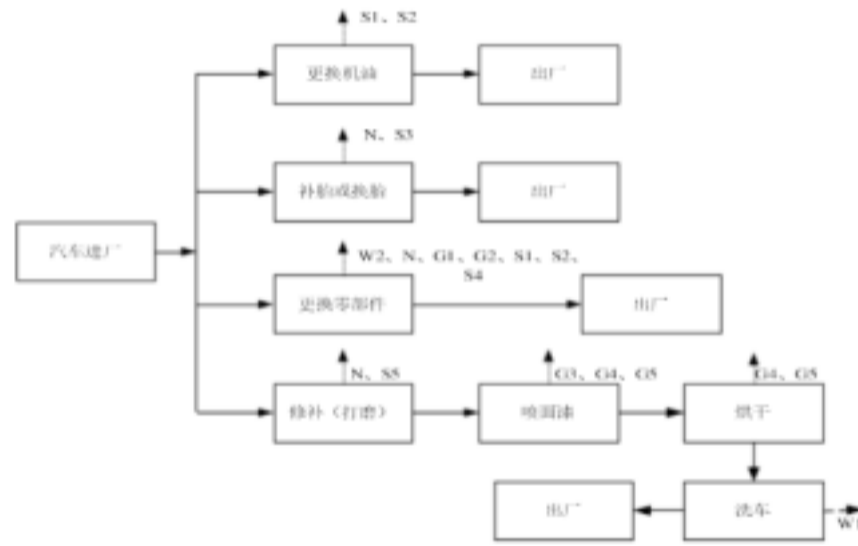 S1、S2
更换机油
出厂
N、S3
补胎或换胎
出厂
汽车进厂
W2、N、G1、G2、S1、S2、
S4
更换零部件
出厂
N、S5
G3、G4、G5
G4、G5
修补（打磨）
喷面漆
烘干
出厂
洗车
W1